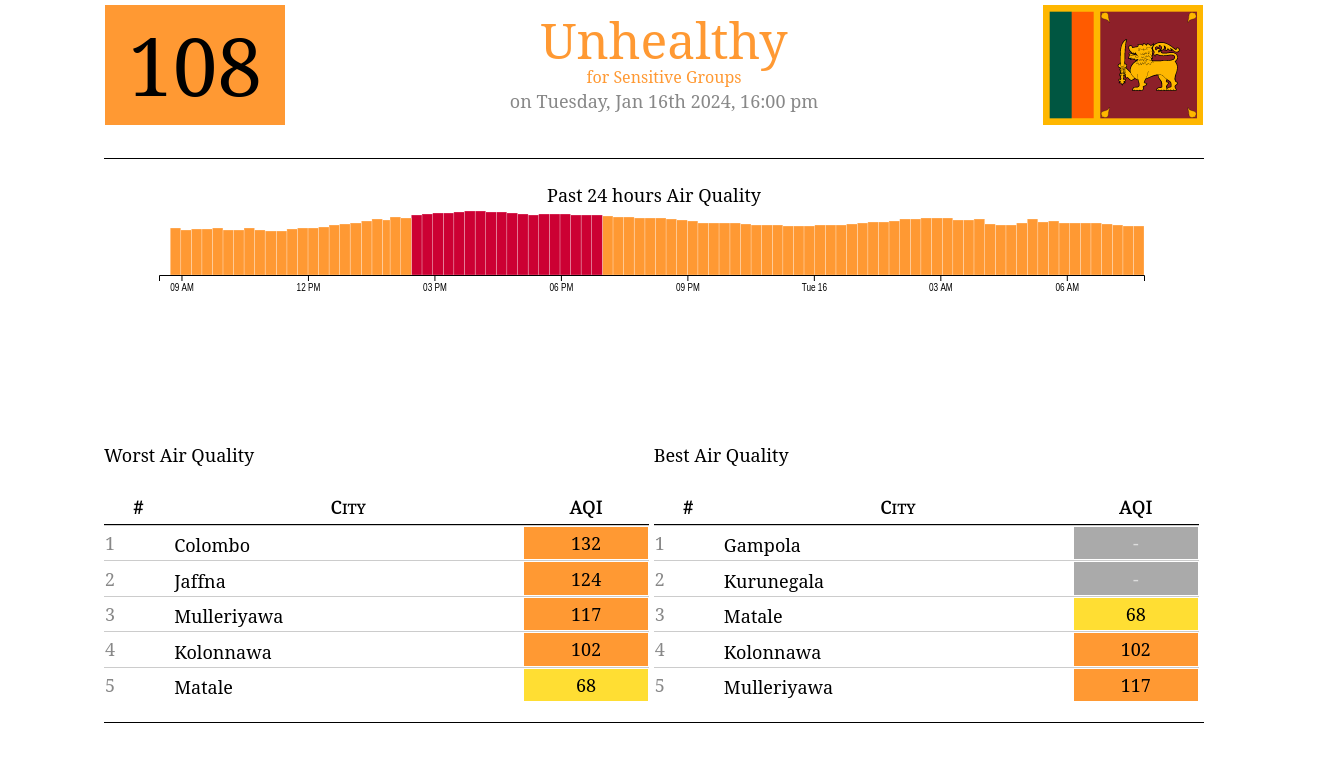 108
Unhealthy
for Sensitive Groups
on Tuesday, Jan 16th 2024, 16:00 pm
Past 24 hours Air Quality
09 AM 12 PM 03 PM 06 PM 09 PM Tue 16 03 AM 06 AM
Worst Air Quality
# City AQI
1 Colombo 132
2 Jaffna 124
3 Mulleriyawa 117
4 Kolonnawa 102
5 Matale 68
Best Air Quality
# City AQI
1 Gampola -
2 Kurunegala -
3 Matale 68
4 Kolonnawa 102
5 Mulleriyawa 117